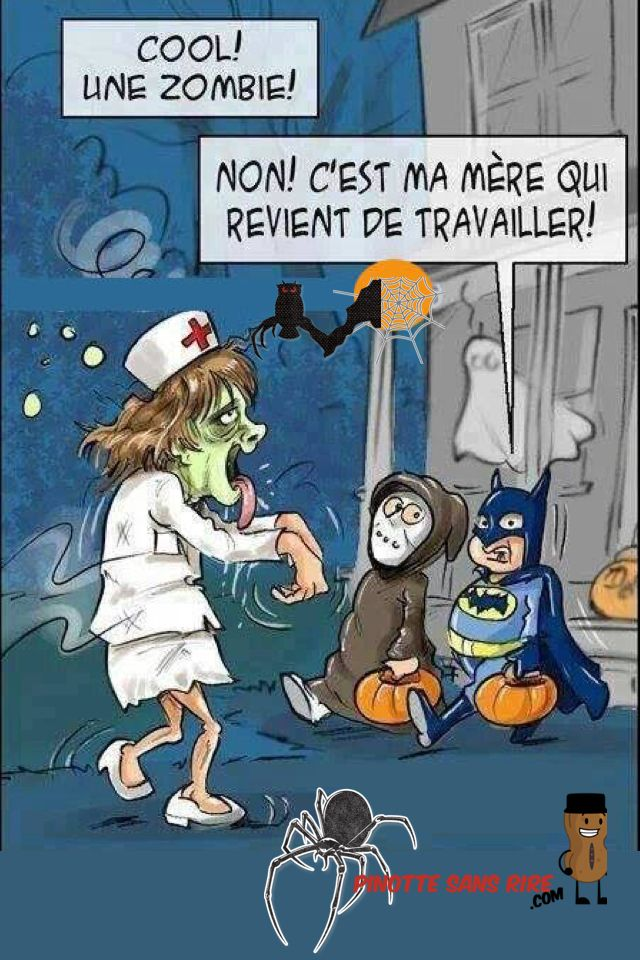 COOL!
UNE ZOMBIE!
NON! C'EST MA MÈRE QUI
REVIENT DE TRAVAILLER!
PINOTTE SANS RIRE
.COM